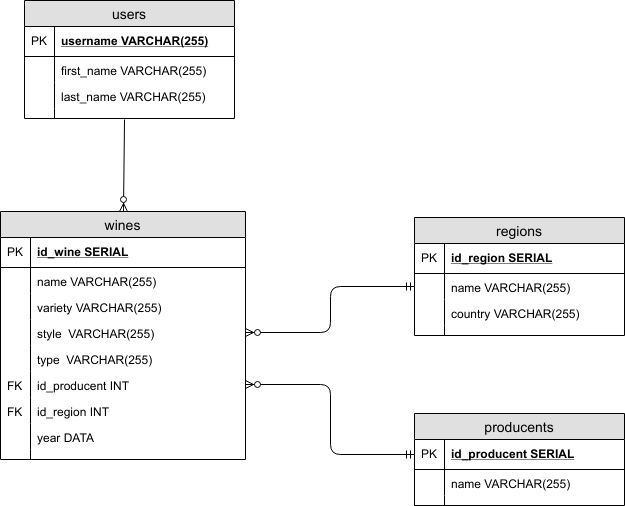 users
PK username VARCHAR(255)
first_name VARCHAR(255)
last_name VARCHAR(255)
wines
PK id_wine SERIAL
name VARCHAR(255)
variety VARCHAR(255)
style VARCHAR(255)
type VARCHAR(255)
FK id_producent INT
FK id_region INT
year DATA
regions
PK id_region SERIAL
name VARCHAR(255)
country VARCHAR(255)
producents
PK id_producent SERIAL
name VARCHAR(255)